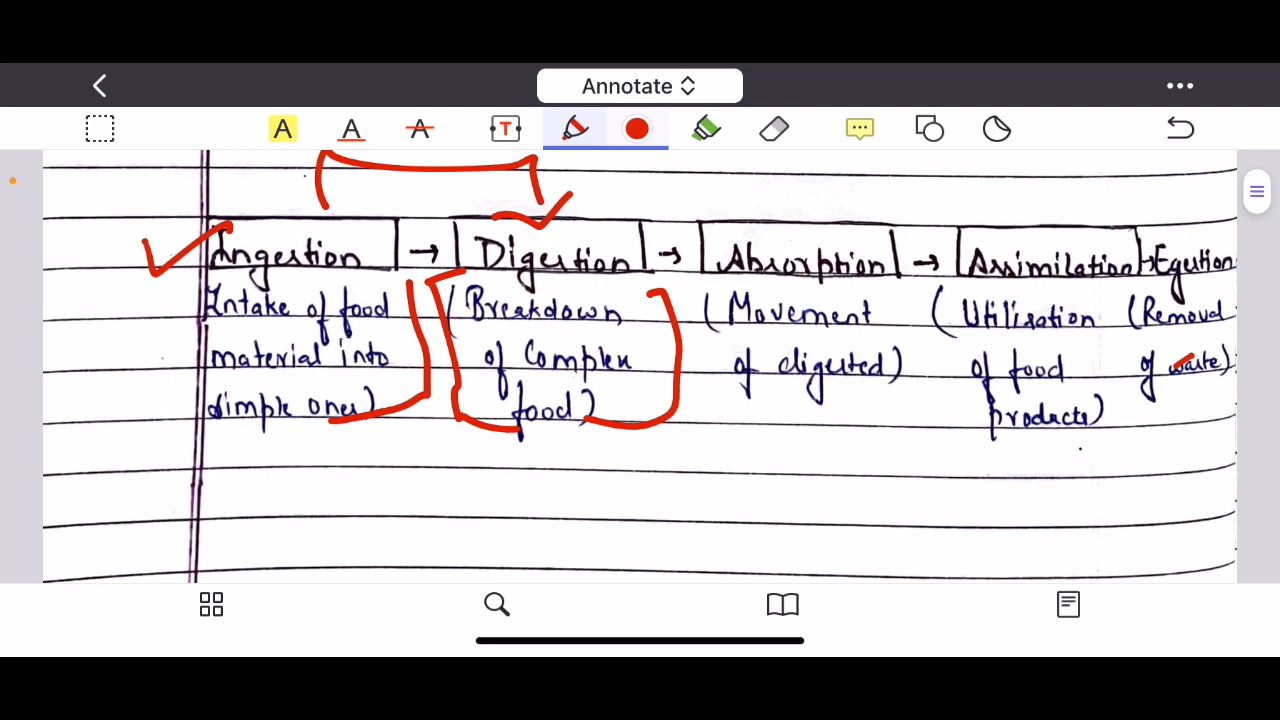 Annotate
A A A T
Ingestion → Digestion → Absorption → Assimilation → Egestion
Intake of food (Breakdown (Movement (Utilisation (Removal
material into of Complex of digested) of food of waste)
simple ones) food) products)